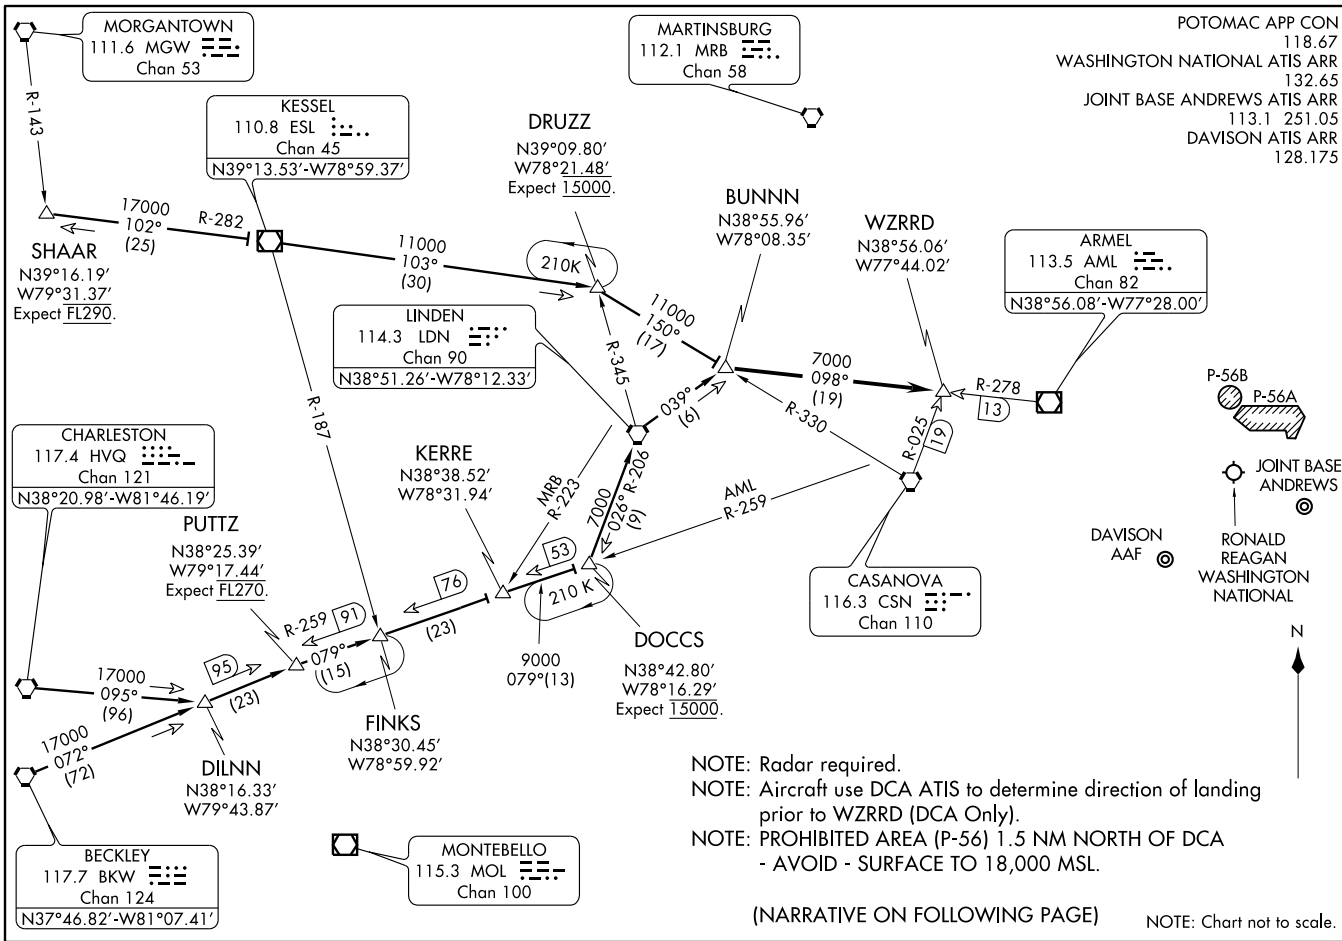 MORGANTOWN
111.6 MGW
Chan 53
MARTINSBURG
112.1 MRB
Chan 58
POTOMAC APP CON
118.67
WASHINGTON NATIONAL ATIS ARR
132.65
JOINT BASE ANDREWS ATIS ARR
113.1 251.05
DAVISON ATIS ARR
128.175
R-143
KESSEL
110.8 ESL
Chan 45
N39°13.53'-W78°59.37'
DRUZZ
N39°09.80'
W78°21.48'
Expect 15000.
BUNNN
N38°55.96'
W78°08.35'
WZRRD
N38°56.06'
W77°44.02'
ARMEL
113.5 AML
Chan 82
N38°56.08'-W77°28.00'
17000
102°
(25)
R-282
SHAAR
N39°16.19'
W79°31.37'
Expect FL290.
11000
103°
(30)
210K
11000
150°
(17)
LINDEN
114.3 LDN
Chan 90
N38°51.26'-W78°12.33'
R-345
039°
(6)
7000
098°
(19)
R-278
13
R-330
R-025
19
P-56B
P-56A
R-187
CHARLESTON
117.4 HVQ
Chan 121
N38°20.98'-W81°46.19'
KERRE
N38°38.52'
W78°31.94'
MRB
R-223
7000
026°
(9)
R-206
AML
R-259
JOINT BASE
ANDREWS
DAVISON
AAF
RONALD
REAGAN
WASHINGTON
NATIONAL
PUTTZ
N38°25.39'
W79°17.44'
Expect FL270.
53
210 K
76
(23)
R-259
91
079°
(15)
CASANOVA
116.3 CSN
Chan 110
DOCCS
N38°42.80'
W78°16.29'
Expect 15000.
9000
079°(13)
N
17000
095°
(96)
95
(23)
FINKS
N38°30.45'
W78°59.92'
17000
072°
(72)
DILNN
N38°16.33'
W79°43.87'
BECKLEY
117.7 BKW
Chan 124
N37°46.82'-W81°07.41'
MONTEBELLO
115.3 MOL
Chan 100
NOTE: Radar required.
NOTE: Aircraft use DCA ATIS to determine direction of landing
prior to WZRRD (DCA Only).
NOTE: PROHIBITED AREA (P-56) 1.5 NM NORTH OF DCA
- AVOID - SURFACE TO 18,000 MSL.
(NARRATIVE ON FOLLOWING PAGE)
NOTE: Chart not to scale.